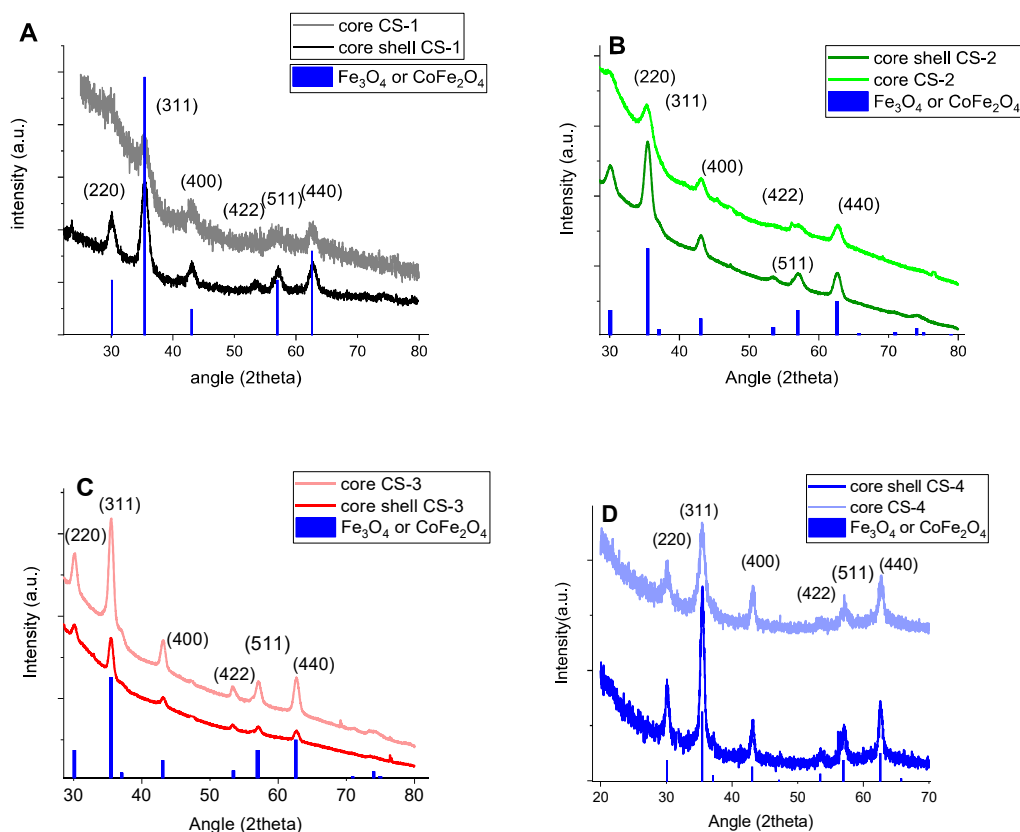 A
core CS-1
core shell CS-1
Fe₃O₄ or CoFe₂O₄
(311)
(220)
(400)
(422)
(511)
(440)
intensity (a.u.)
30 40 50 60 70 80
angle (2theta)
B
core shell CS-2
core CS-2
Fe₃O₄ or CoFe₂O₄
(220)
(311)
(400)
(422)
(440)
(511)
Intensity (a.u.)
30 40 50 60 70 80
Angle (2theta)
C
core CS-3
core shell CS-3
Fe₃O₄ or CoFe₂O₄
(311)
(220)
(400)
(511)
(422)
(440)
Intensity (a.u.)
30 40 50 60 70 80
Angle (2theta)
D
core shell CS-4
core CS-4
Fe₃O₄ or CoFe₂O₄
(311)
(220)
(400)
(511)
(440)
(422)
Intensity(a.u.)
20 30 40 50 60 70
Angle (2theta)